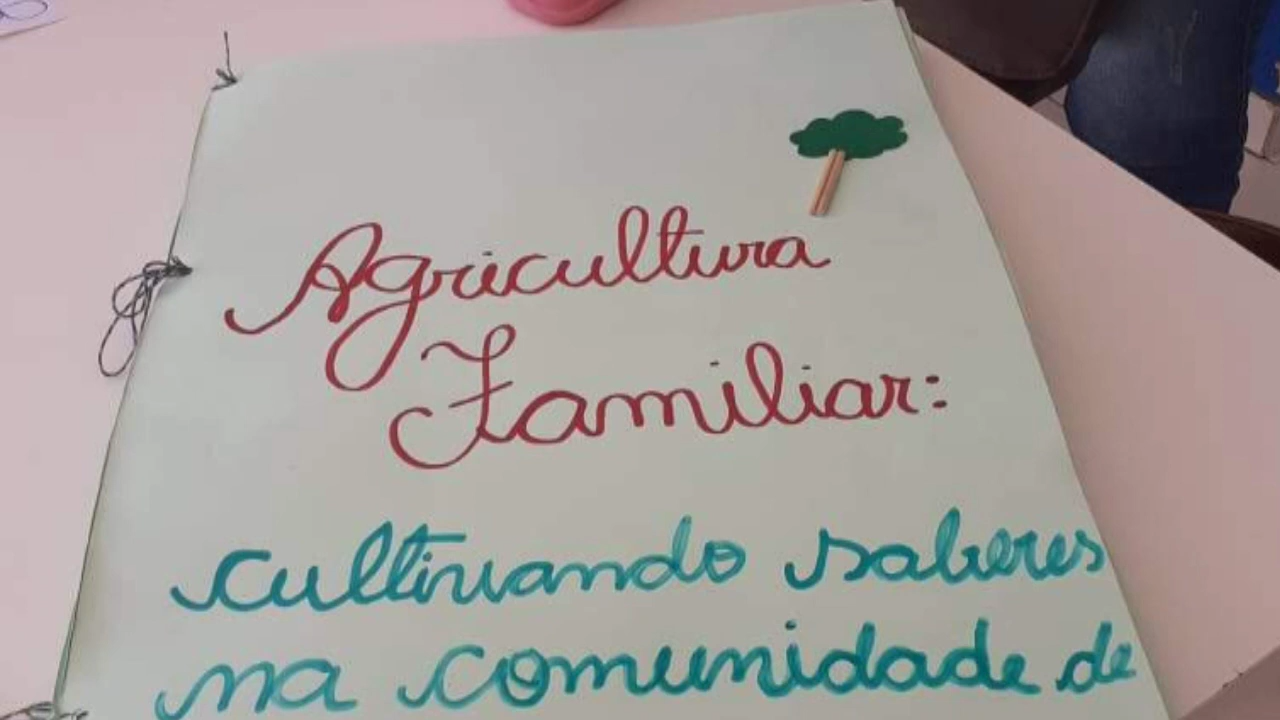 Agricultura
Familiar:
cultivando saberes
na comunidade de